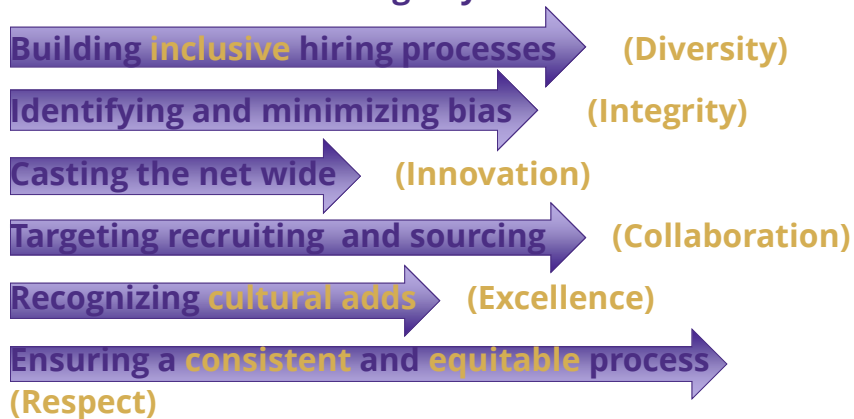 Building inclusive hiring processes (Diversity)
Identifying and minimizing bias (Integrity)
Casting the net wide (Innovation)
Targeting recruiting and sourcing (Collaboration)
Recognizing cultural adds (Excellence)
Ensuring a consistent and equitable process
(Respect)